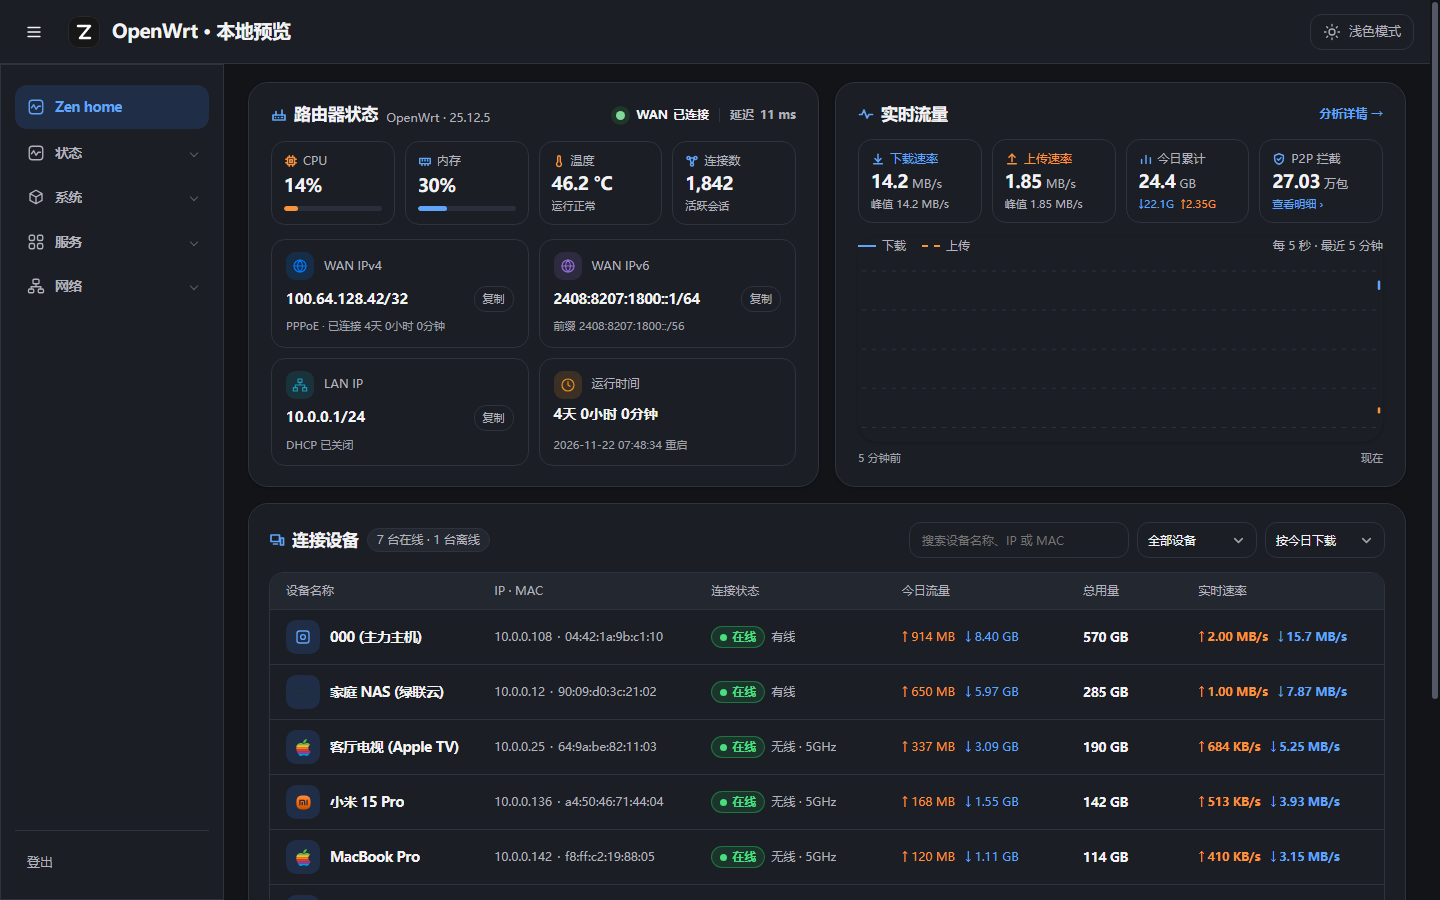 OpenWrt • 本地预览
浅色模式
Zen home
状态
系统
服务
网络
登出
路由器状态 OpenWrt · 25.12.5
WAN 已连接 延迟 11 ms
CPU
14%
内存
30%
温度
46.2 °C
运行正常
连接数
1,842
活跃会话
WAN IPv4
100.64.128.42/32 复制
PPPoE · 已连接 4天 0小时 0分钟
WAN IPv6
2408:8207:1800::1/64 复制
前缀 2408:8207:1800::/56
LAN IP
10.0.0.1/24 复制
DHCP 已关闭
运行时间
4天 0小时 0分钟
2026-11-22 07:48:34 重启
实时流量 分析详情 →
下载速率
14.2 MB/s
峰值 14.2 MB/s
上传速率
1.85 MB/s
峰值 1.85 MB/s
今日累计
24.4 GB
↓22.1G ↑2.35G
P2P 拦截
27.03 万包
查看明细 ›
下载 上传 每 5 秒 · 最近 5 分钟
5 分钟前 现在
连接设备 7 台在线 · 1 台离线 搜索设备名称、IP 或 MAC 全部设备 按今日下载
设备名称 IP · MAC 连接状态 今日流量 总用量 实时速率
000 (主力主机) 10.0.0.108 · 04:42:1a:9b:c1:10 在线 有线 ↑914 MB ↓8.40 GB 570 GB ↑2.00 MB/s ↓15.7 MB/s
家庭 NAS (绿联云) 10.0.0.12 · 90:09:d0:3c:21:02 在线 有线 ↑650 MB ↓5.97 GB 285 GB ↑1.00 MB/s ↓7.87 MB/s
客厅电视 (Apple TV) 10.0.0.25 · 64:9a:be:82:11:03 在线 无线 · 5GHz ↑337 MB ↓3.09 GB 190 GB ↑684 KB/s ↓5.25 MB/s
小米 15 Pro 10.0.0.136 · a4:50:46:71:44:04 在线 无线 · 5GHz ↑168 MB ↓1.55 GB 142 GB ↑513 KB/s ↓3.93 MB/s
MacBook Pro 10.0.0.142 · f8:ff:c2:19:88:05 在线 无线 · 5GHz ↑120 MB ↓1.11 GB 114 GB ↑410 KB/s ↓3.15 MB/s